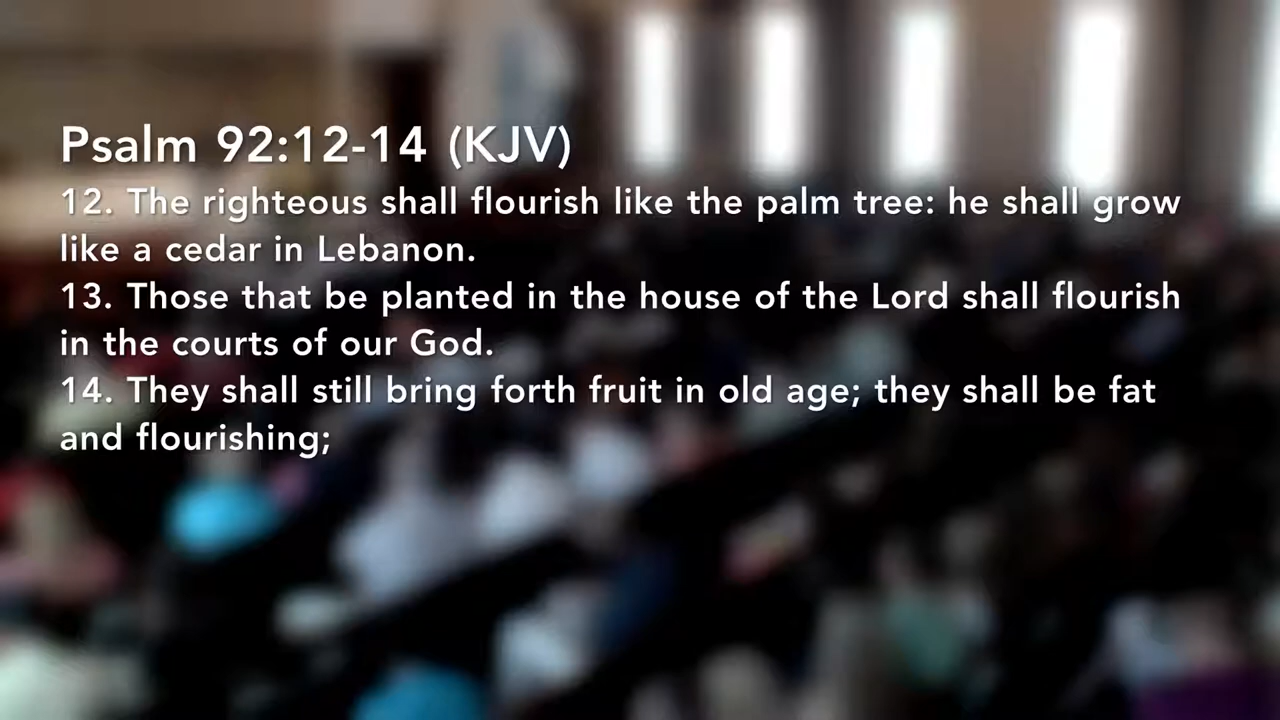 Psalm 92:12-14 (KJV)
12. The righteous shall flourish like the palm tree: he shall grow
like a cedar in Lebanon.
13. Those that be planted in the house of the Lord shall flourish
in the courts of our God.
14. They shall still bring forth fruit in old age; they shall be fat
and flourishing;